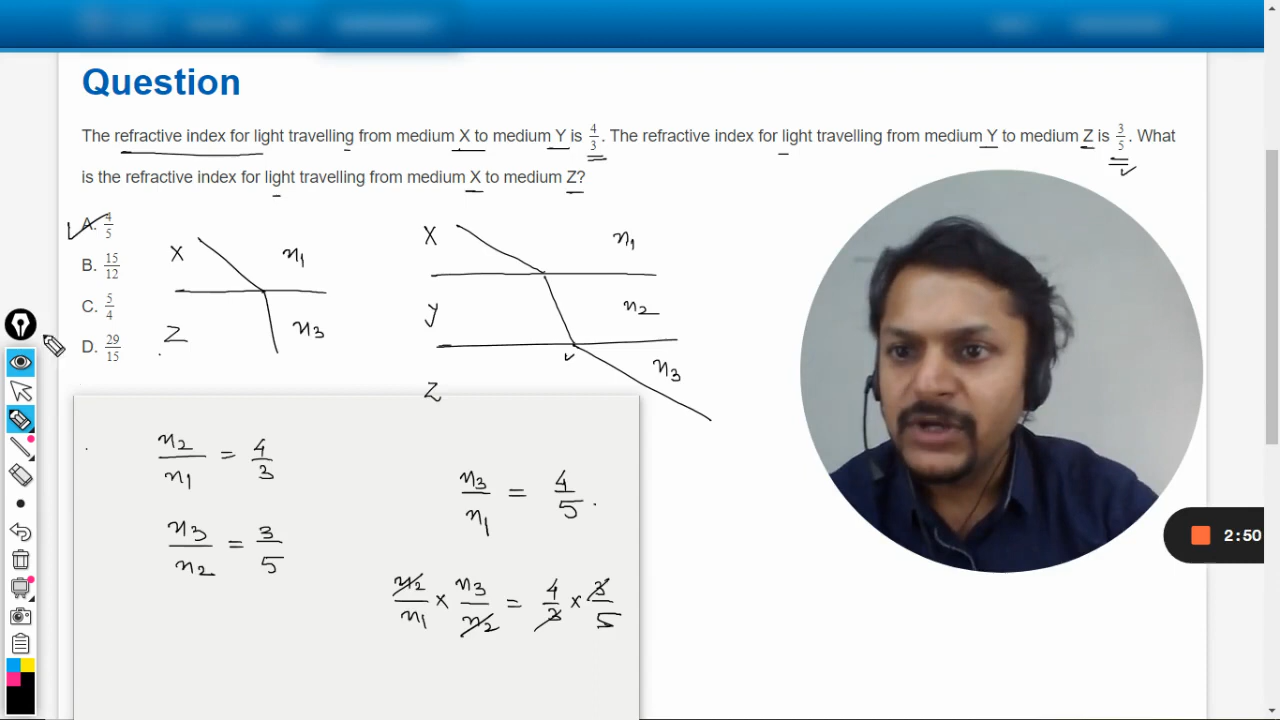 Question
The refractive index for light travelling from medium X to medium Y is 4/3. The refractive index for light travelling from medium Y to medium Z is 3/5. What
is the refractive index for light travelling from medium X to medium Z?
A. 4/5
B. 15/12
C. 5/4
D. 29/15
X n1
Z n3
X n1
Y n2
Z n3
n2/n1 = 4/3
n3/n2 = 3/5
n3/n1 = 4/5.
n2/n1 × n3/n2 = 4/3 × 3/5
2:50